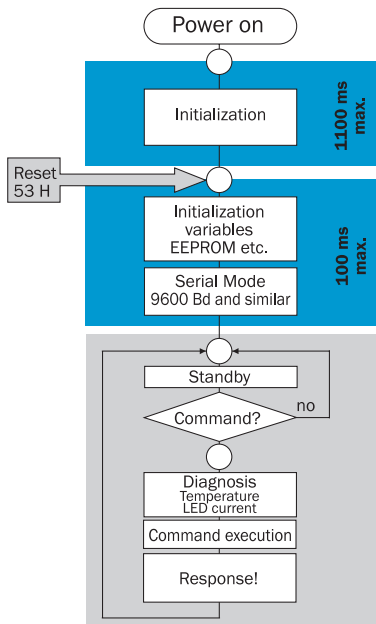 Power on
Initialization
1100 ms
max.
Reset
53 H
Initialization
variables
EEPROM etc.
Serial Mode
9600 Bd and similar
100 ms
max.
Standby
Command?
no
Diagnosis
Temperature
LED current
Command execution
Response!